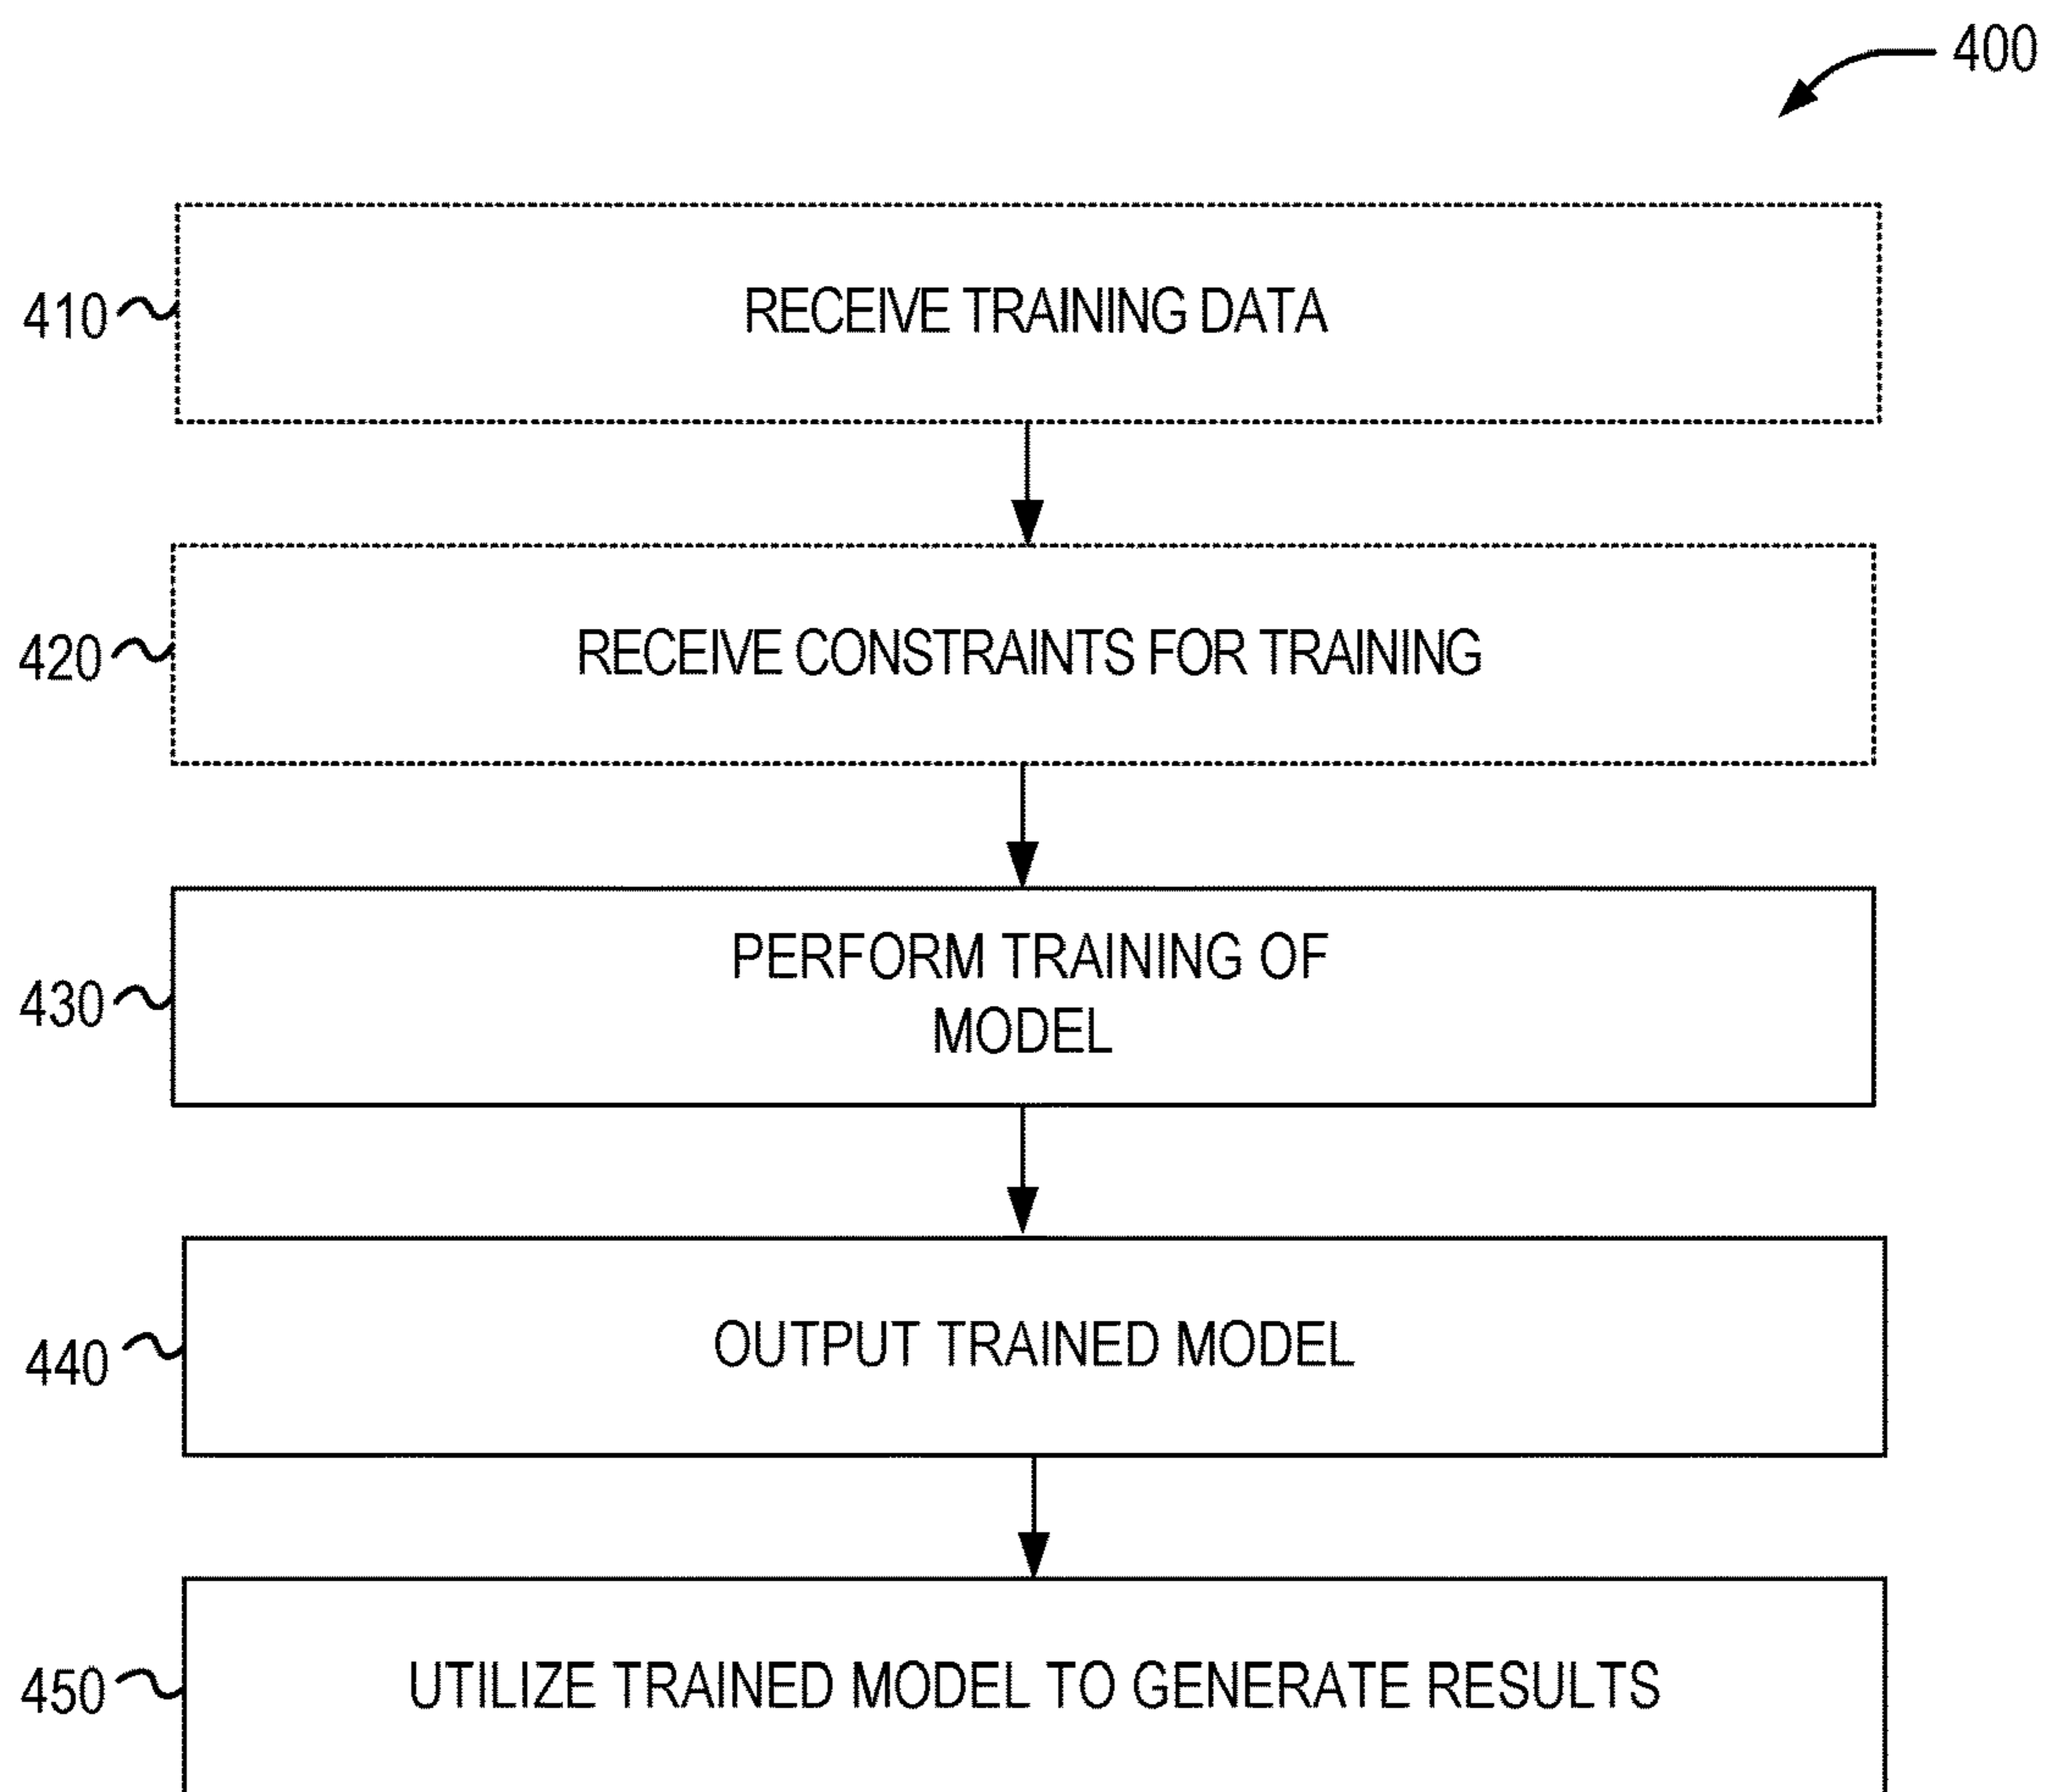 400
410
RECEIVE TRAINING DATA
420
RECEIVE CONSTRAINTS FOR TRAINING
430
PERFORM TRAINING OF
MODEL
440
OUTPUT TRAINED MODEL
450
UTILIZE TRAINED MODEL TO GENERATE RESULTS